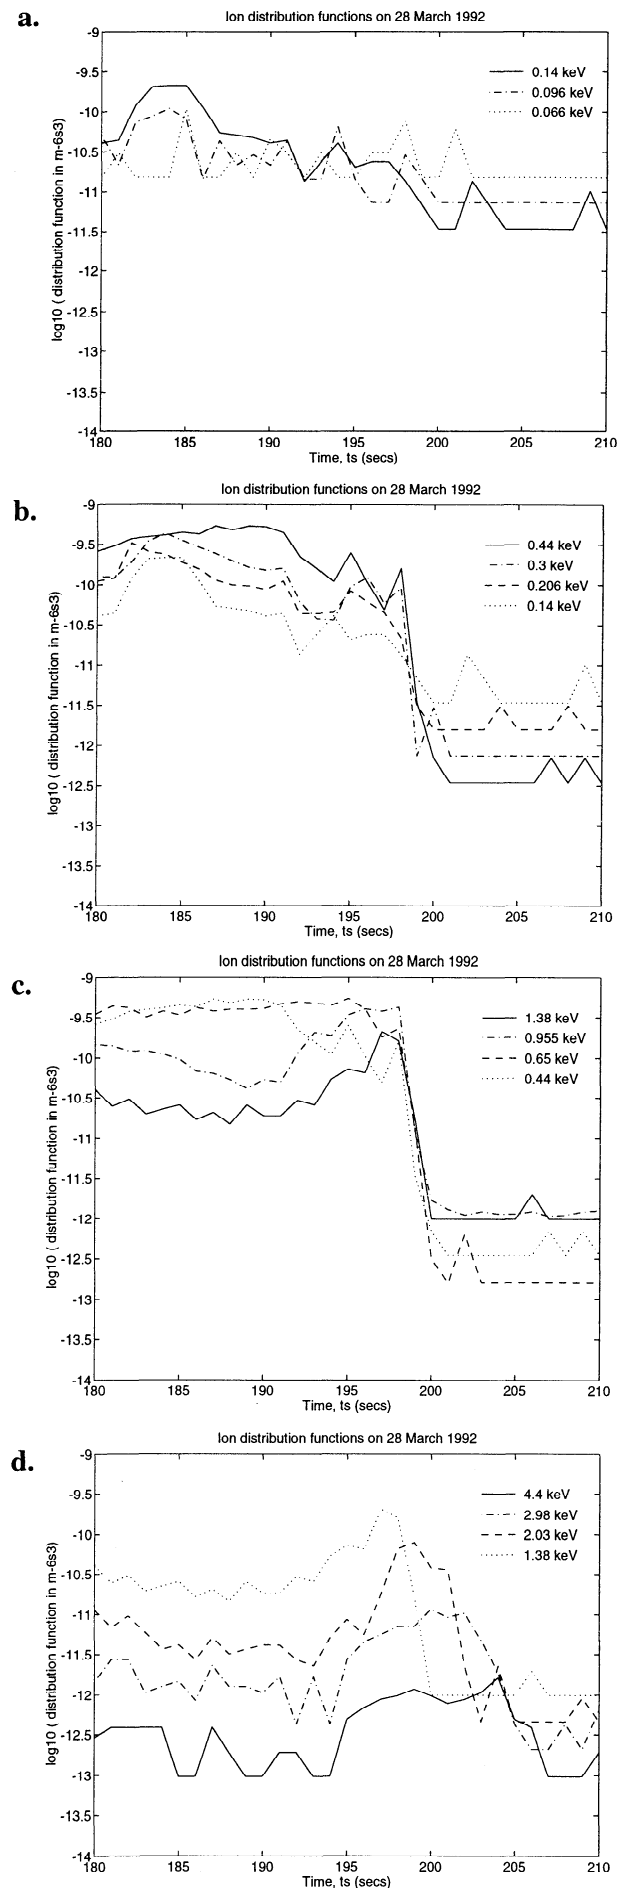 a.
Ion distribution functions on 28 March 1992
log10 ( distribution function in m-6s3)
-9
-9.5
-10
-10.5
-11
-11.5
-12
-12.5
-13
-13.5
-14
0.14 keV
0.096 keV
0.066 keV
180 185 190 195 200 205 210
Time, ts (secs)
b.
Ion distribution functions on 28 March 1992
log10 ( distribution function in m-6s3)
-9
-9.5
-10
-10.5
-11
-11.5
-12
-12.5
-13
-13.5
-14
0.44 keV
0.3 keV
0.206 keV
0.14 keV
180 185 190 195 200 205 210
Time, ts (secs)
c.
Ion distribution functions on 28 March 1992
log10 ( distribution function in m-6s3)
-9
-9.5
-10
-10.5
-11
-11.5
-12
-12.5
-13
-13.5
-14
1.38 keV
0.955 keV
0.65 keV
0.44 keV
180 185 190 195 200 205 210
Time, ts (secs)
d.
Ion distribution functions on 28 March 1992
log10 ( distribution function in m-6s3)
-9
-9.5
-10
-10.5
-11
-11.5
-12
-12.5
-13
-13.5
-14
4.4 keV
2.98 keV
2.03 keV
1.38 keV
180 185 190 195 200 205 210
Time, ts (secs)